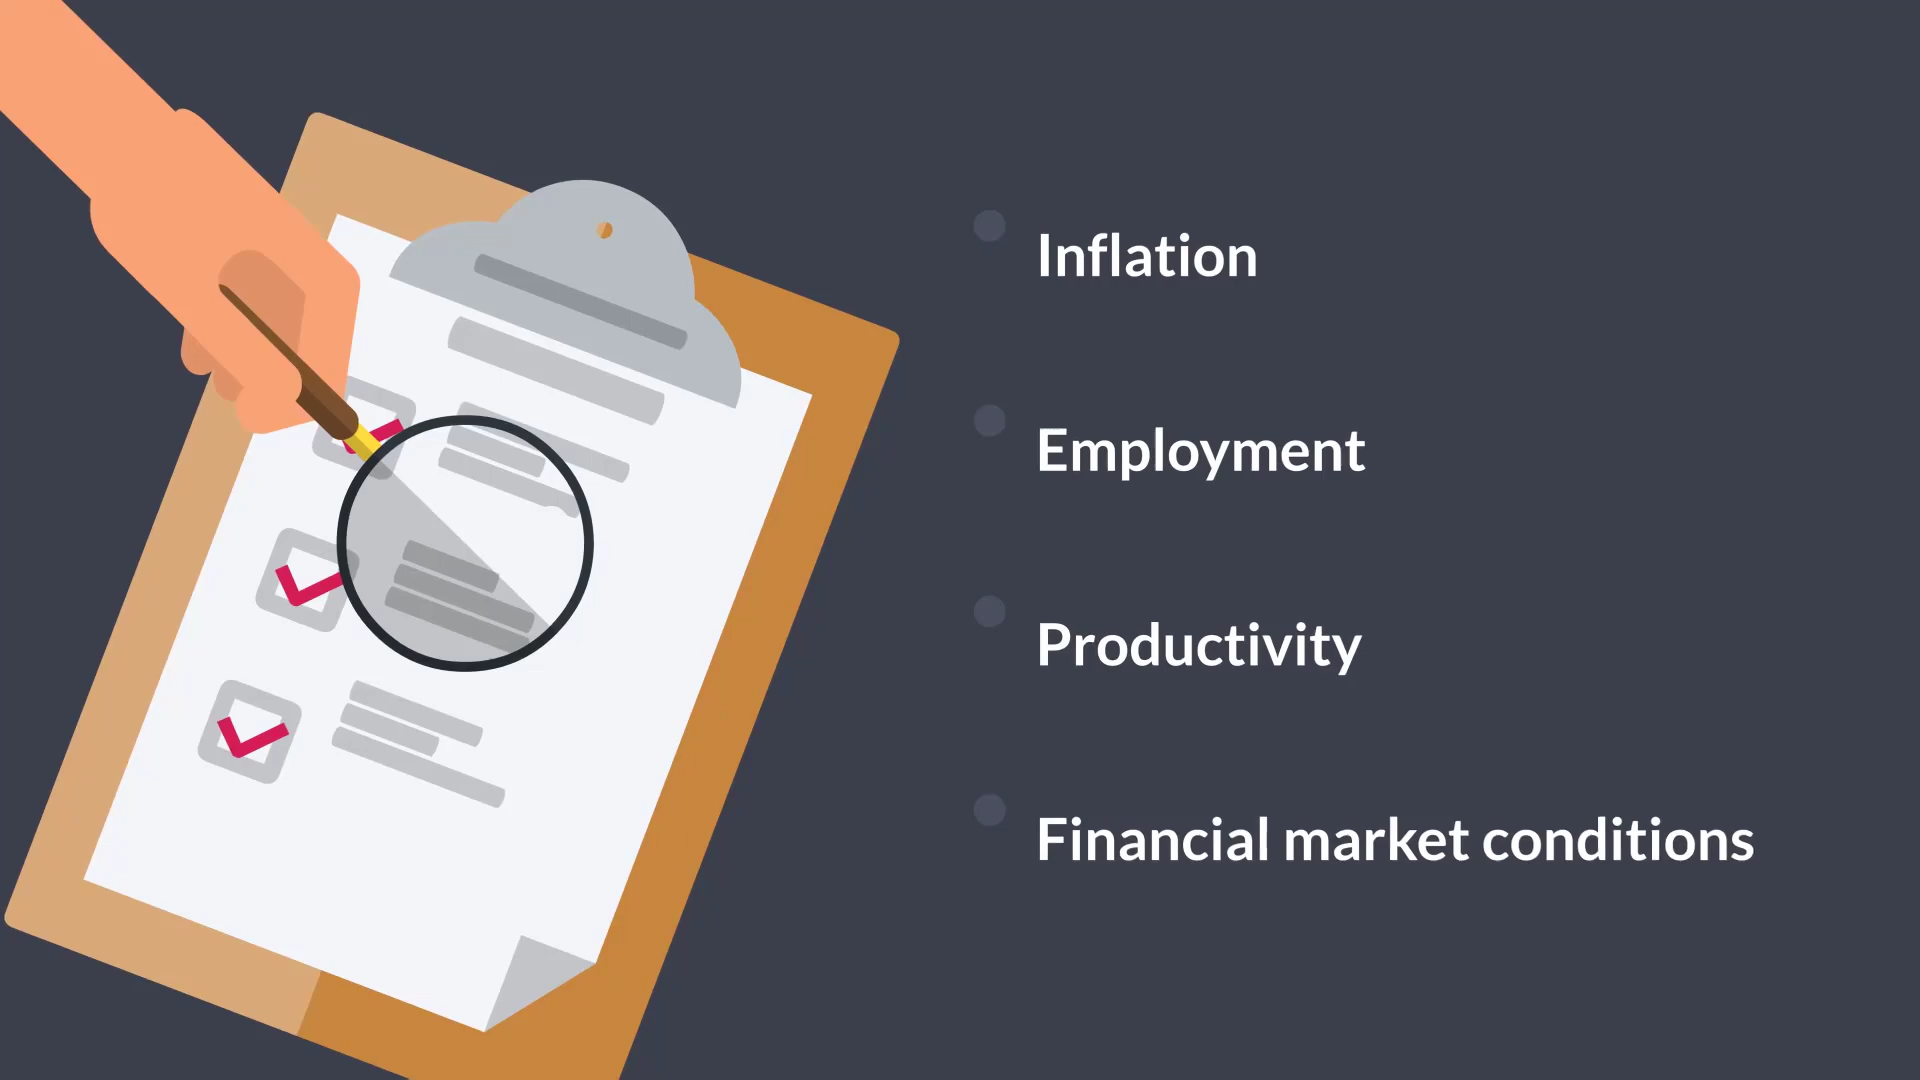 Inflation
Employment
Productivity
Financial market conditions